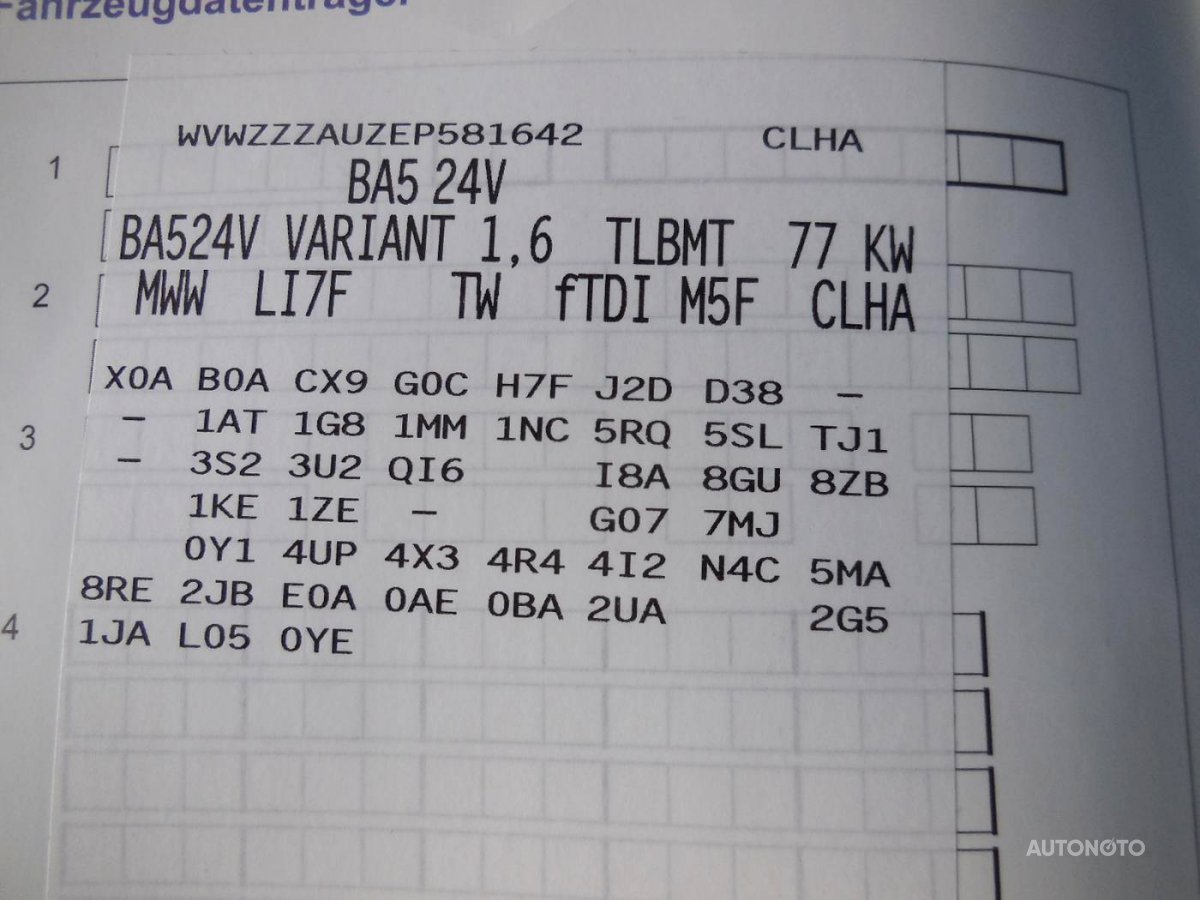 Fahrzeugdatenträger
WVWZZZAUZEP581642 CLHA
1
BA5 24V
BA524V VARIANT 1,6 TLBMT 77 KW
2
MWW LI7F TW fTDI M5F CLHA
X0A B0A CX9 G0C H7F J2D D38 –
3
– 1AT 1G8 1MM 1NC 5RQ 5SL TJ1
– 3S2 3U2 QI6 I8A 8GU 8ZB
1KE 1ZE – G07 7MJ
0Y1 4UP 4X3 4R4 4I2 N4C 5MA
8RE 2JB E0A 0AE 0BA 2UA 2G5
4
1JA L05 0YE
AUTONOTO